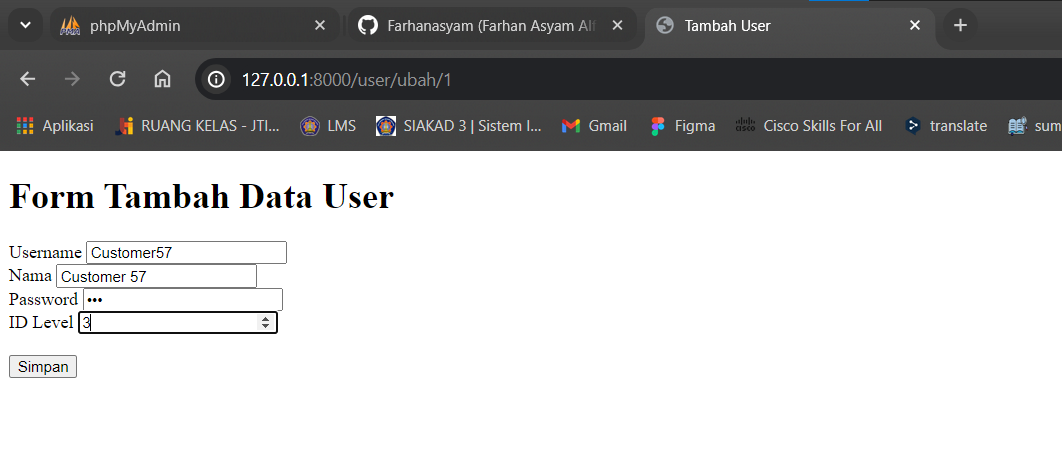 phpMyAdmin
Farhanasyam (Farhan Asyam Alf
Tambah User
127.0.0.1:8000/user/ubah/1
Aplikasi
RUANG KELAS - JTI...
LMS
SIAKAD 3 | Sistem I...
Gmail
Figma
cisco
Cisco Skills For All
translate
sum
Form Tambah Data User
Username Customer57
Nama Customer 57
Password •••
ID Level 3
Simpan